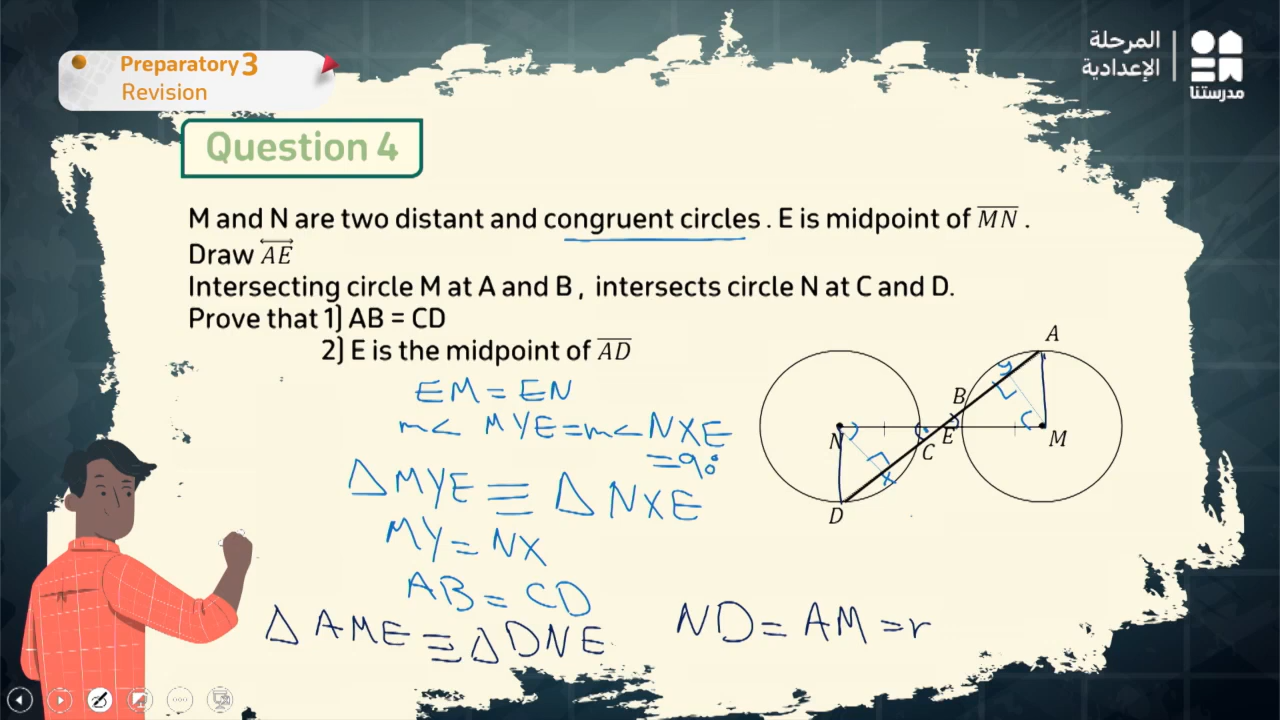 Preparatory 3
Revision
المرحلة
الإعدادية
مدرستنا
Question 4
M and N are two distant and congruent circles . E is midpoint of MN .
Draw AE
Intersecting circle M at A and B , intersects circle N at C and D.
Prove that 1) AB = CD
2) E is the midpoint of AD
EM = EN
m< MYE = m< NXE
= 90°
Δ MYE ≡ Δ NXE
MY = NX
AB = CD
Δ AME ≡ Δ DNE
ND = AM = r
A
y
B
N
E
M
C
x
D